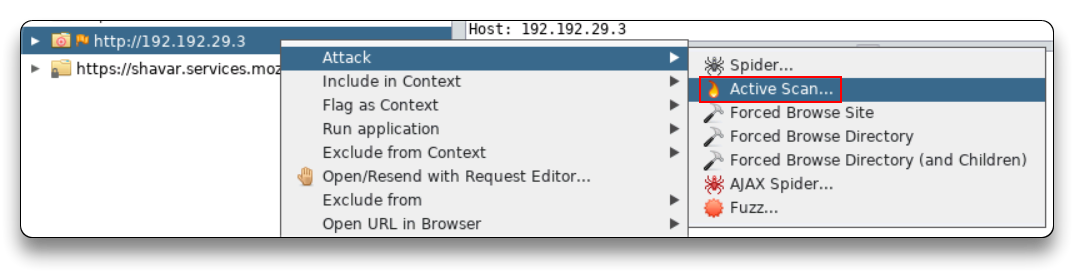 Host: 192.192.29.3
http://192.192.29.3
https://shavar.services.moz
Attack
Include in Context
Flag as Context
Run application
Exclude from Context
Open/Resend with Request Editor...
Exclude from
Open URL in Browser
Spider...
Active Scan...
Forced Browse Site
Forced Browse Directory
Forced Browse Directory (and Children)
AJAX Spider...
Fuzz...